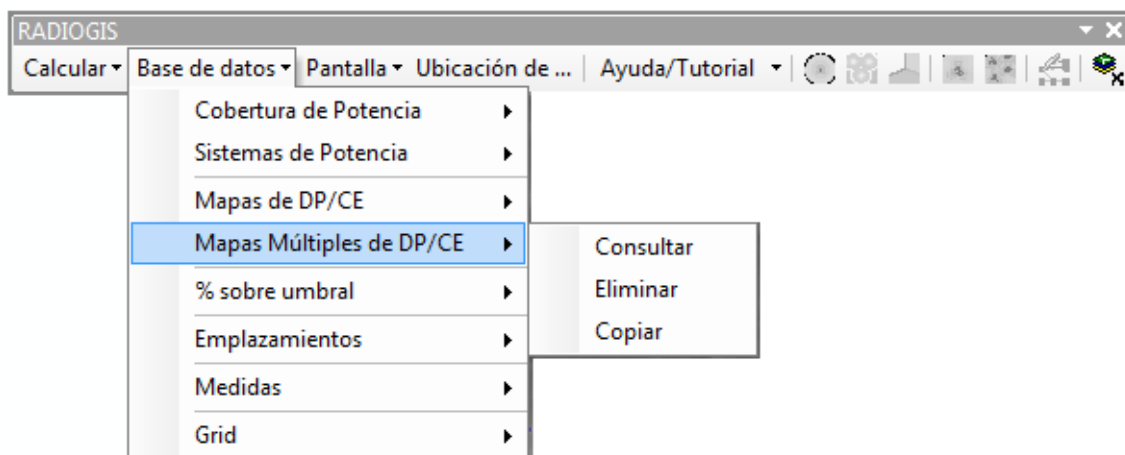 RADIOGIS
Calcular Base de datos Pantalla Ubicación de ... Ayuda/Tutorial
Cobertura de Potencia
Sistemas de Potencia
Mapas de DP/CE
Mapas Múltiples de DP/CE
Consultar
% sobre umbral
Eliminar
Emplazamientos
Copiar
Medidas
Grid